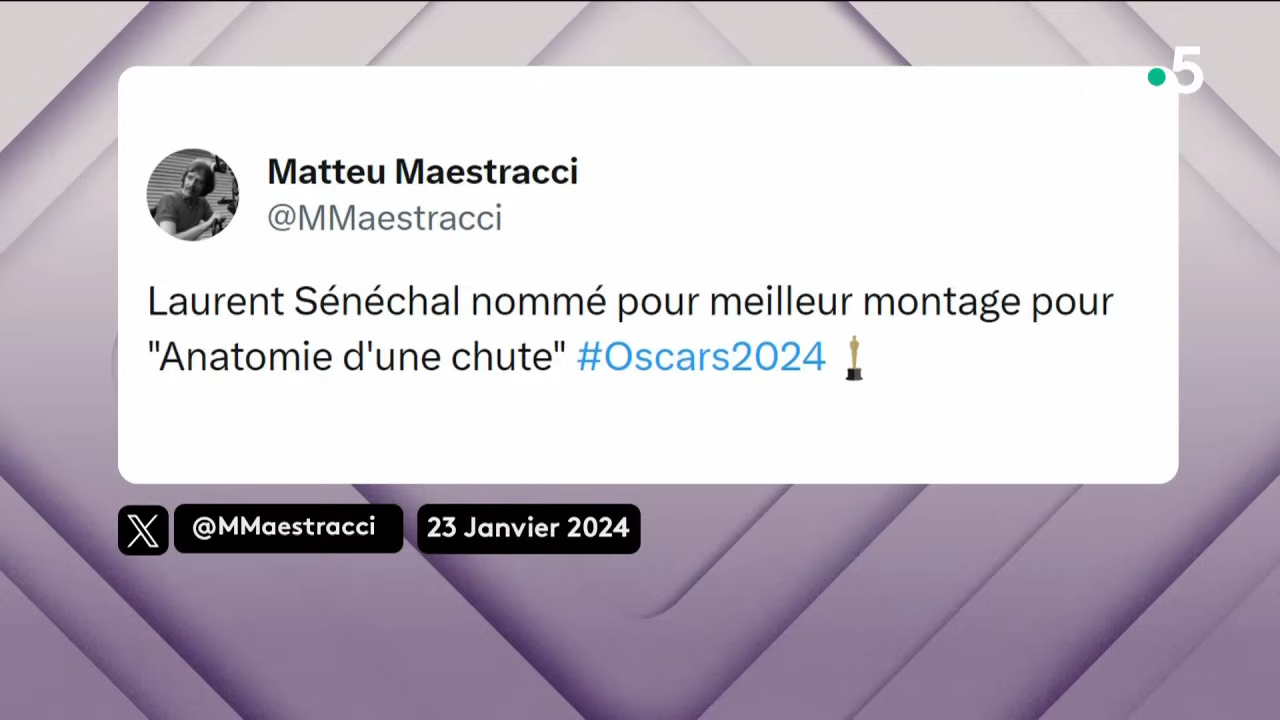 5
Matteu Maestracci
@MMaestracci
Laurent Sénéchal nommé pour meilleur montage pour
"Anatomie d'une chute" #Oscars2024
X
@MMaestracci
23 Janvier 2024